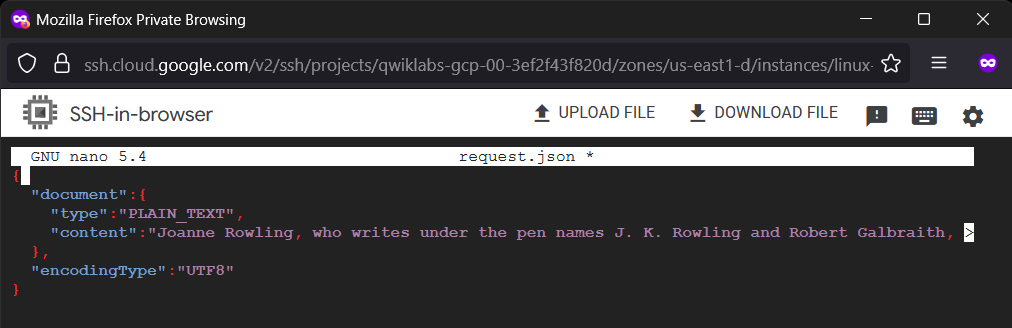 Mozilla Firefox Private Browsing
ssh.cloud.google.com/v2/ssh/projects/qwiklabs-gcp-00-3ef2f43f820d/zones/us-east1-d/instances/linux-
SSH-in-browser UPLOAD FILE DOWNLOAD FILE
GNU nano 5.4 request.json *
{
"document":{
"type":"PLAIN_TEXT",
"content":"Joanne Rowling, who writes under the pen names J. K. Rowling and Robert Galbraith, >
},
"encodingType":"UTF8"
}